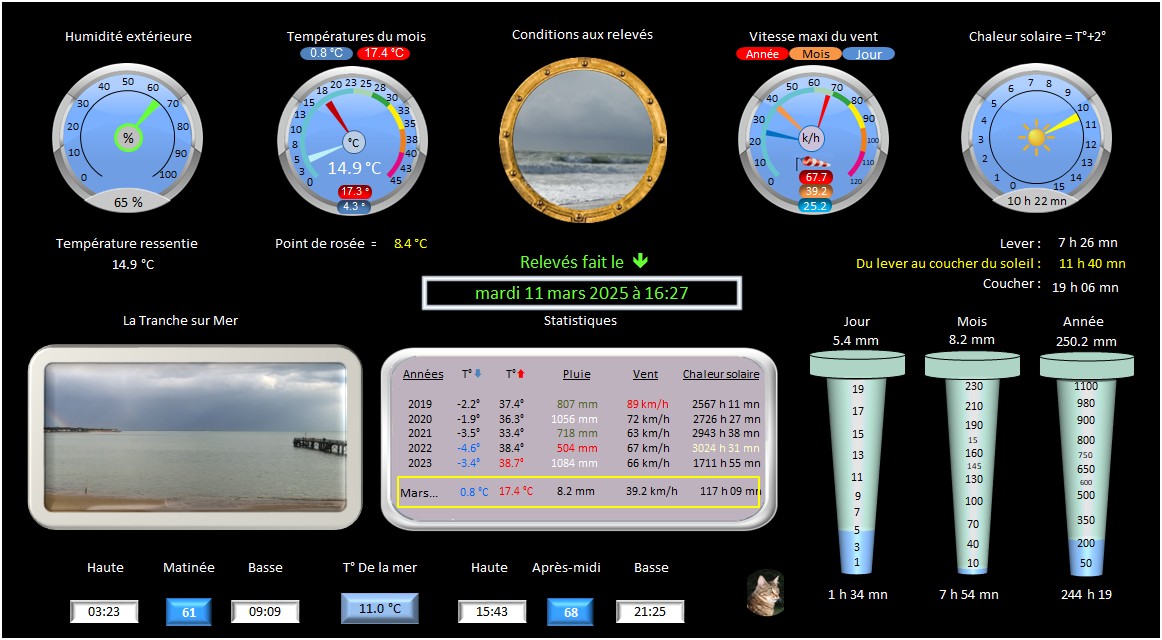 Humidité extérieure
Températures du mois
Conditions aux relevés
Vitesse maxi du vent
Chaleur solaire = T°+2°
0.8 °C 17.4 °C
Année Mois Jour
0 10 20 30 40 50 60 70 80 90 100
%
65 %
0 3 5 8 10 13 15 18 20 23 25 28 30 33 35 38 40 43 45
°C
14.9 °C
17.3 °
4.3 °
0 10 20 30 40 50 60 70 80 90 100 110 120
k/h
67.7
39.2
25.2
0 1 2 3 4 5 6 7 8 9 10 11 12 13 14 15
10 h 22 mn
Température ressentie
14.9 °C
Point de rosée = 8.4 °C
Lever : 7 h 26 mn
Du lever au coucher du soleil : 11 h 40 mn
Coucher : 19 h 06 mn
Relevés fait le
mardi 11 mars 2025 à 16:27
La Tranche sur Mer
Statistiques
Années T° T° Pluie Vent Chaleur solaire
2019 -2.2° 37.4° 807 mm 89 km/h 2567 h 11 mn
2020 -1.9° 36.3° 1056 mm 72 km/h 2726 h 27 mn
2021 -3.5° 33.4° 718 mm 63 km/h 2943 h 38 mn
2022 -4.6° 38.4° 504 mm 67 km/h 3024 h 31 mn
2023 -3.4° 38.7° 1084 mm 66 km/h 1711 h 55 mn
Mars... 0.8 °C 17.4 °C 8.2 mm 39.2 km/h 117 h 09 mn
Jour
5.4 mm
19
17
15
13
11
9
7
5
3
1
1 h 34 mn
Mois
8.2 mm
230
210
190
15
160
145
130
100
70
40
10
7 h 54 mn
Année
250.2 mm
1100
980
900
800
750
650
600
500
350
200
50
244 h 19
Haute Matinée Basse T° De la mer Haute Après-midi Basse
03:23 61 09:09 11.0 °C 15:43 68 21:25